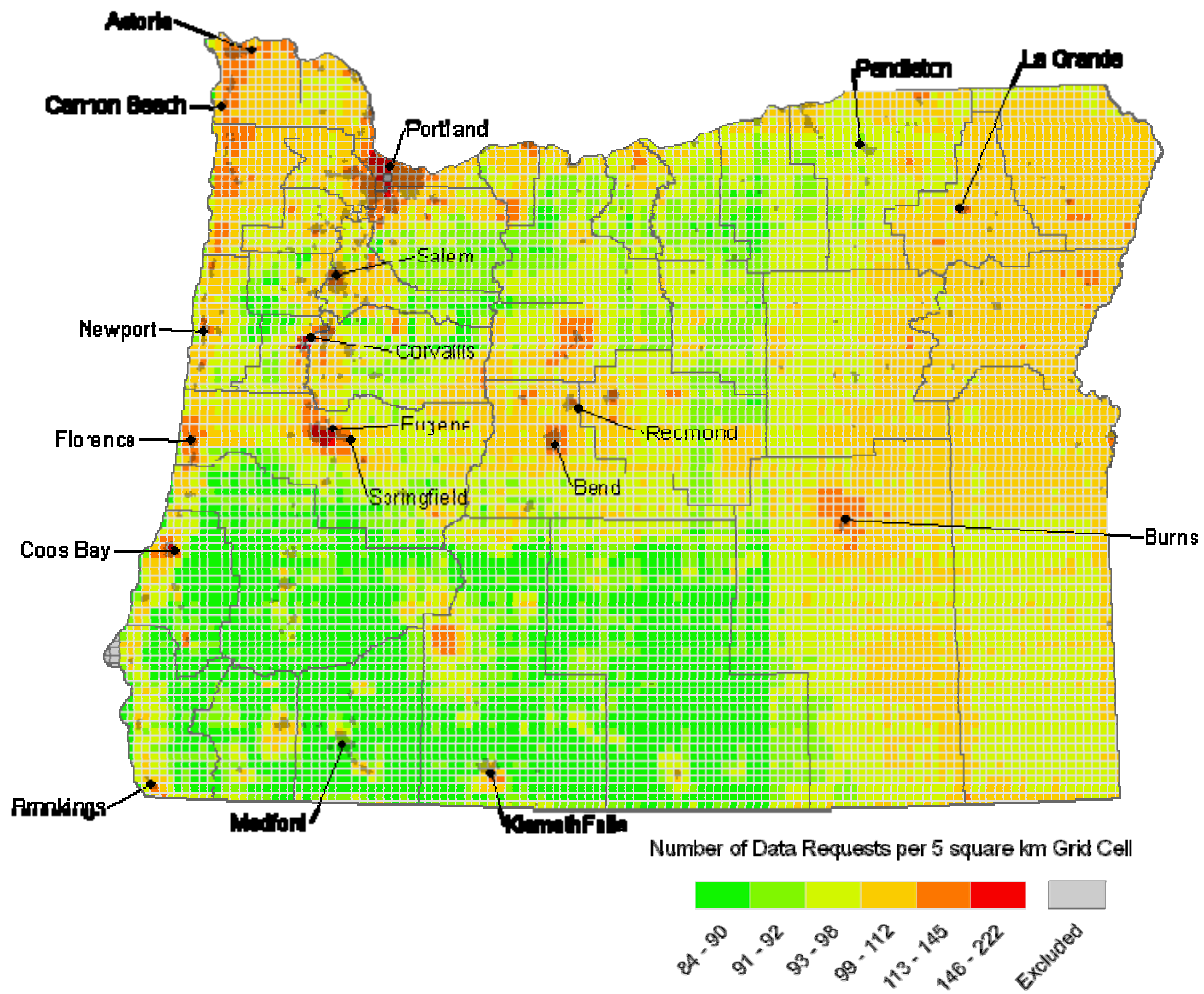 Astoria
La Grande
Pendleton
Cannon Beach
Portland
Salem
Newport
Corvallis
Eugene
Redmond
Florence
Bend
Springfield
Burns
Coos Bay
Brookings
Medford
Klamath Falls
Number of Data Requests per 5 square km Grid Cell
84 - 90
91 - 92
93 - 98
99 - 112
113 - 145
146 - 222
Excluded